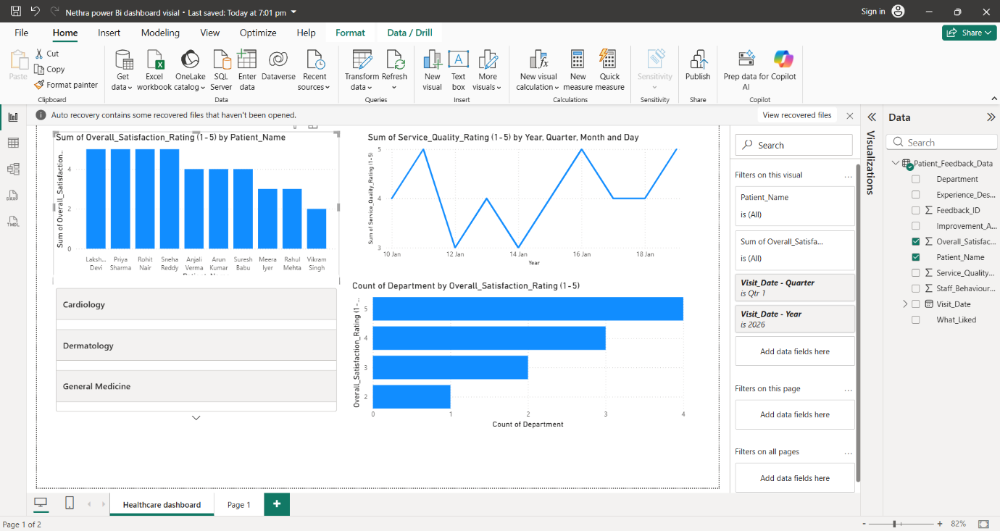 Nethra power Bi dashboard visial • Last saved: Today at 7:01 pm
Sign in
File Home Insert Modeling View Optimize Help Format Data / Drill
Share
Paste
Cut
Copy
Format painter
Get data
Excel workbook
OneLake catalog
SQL Server
Enter data
Dataverse
Recent sources
Transform data
Refresh
New visual
Text box
More visuals
New visual calculation
New measure
Quick measure
Sensitivity
Publish
Prep data for AI
Copilot
Clipboard Data Queries Insert Calculations Sensitivity Share Copilot
Auto recovery contains some recovered files that haven't been opened.
View recovered files
Sum of Overall_Satisfaction_Rating (1-5) by Patient_Name
Sum of Overall_Satisfaction...
4
2
0
Laksh... Devi
Priya Sharma
Rohit Nair
Sneha Reddy
Anjali Verma
Arun Kumar
Suresh Babu
Meera Iyer
Rahul Mehta
Vikram Singh
Sum of Service_Quality_Rating (1-5) by Year, Quarter, Month and Day
Sum of Service_Quality_Rating (1-5)
5
4
3
10 Jan 12 Jan 14 Jan 16 Jan 18 Jan
Year
Cardiology
Dermatology
General Medicine
Count of Department by Overall_Satisfaction_Rating (1-5)
Overall_Satisfaction_Rating (1-...
5
4
3
2
0 1 2 3 4
Count of Department
Search
Filters on this visual ...
Patient_Name
is (All)
Sum of Overall_Satisfa...
is (All)
Visit_Date - Quarter
is Qtr 1
Visit_Date - Year
is 2026
Add data fields here
Filters on this page ...
Add data fields here
Filters on all pages ...
Add data fields here
Visualizations
Data
Search
Patient_Feedback_Data
Department
Experience_Des...
Feedback_ID
Improvement_A...
Overall_Satisfac...
Patient_Name
Service_Quality...
Staff_Behaviour...
Visit_Date
What_Liked
DAX
TMDL
Healthcare dashboard
Page 1
Page 1 of 2
82%